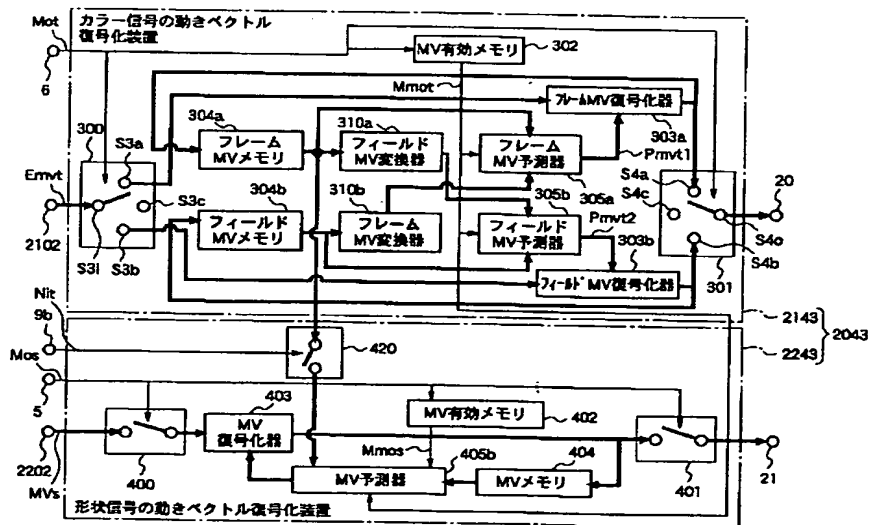 カラー信号の動きベクトル
復号化装置
Mot
6
MV有効メモリ
302
Mmot
フレームMV復号化器
303a
300
S3a
304a
フレーム
MVメモリ
310a
フィールド
MV変換器
フレーム
MV予測器
305a
Pmvt1
Emvt
2102
S3i
S3c
S3b
304b
フィールド
MVメモリ
310b
フレーム
MV変換器
305b
フィールド
MV予測器
Pmvt2
303b
フィールドMV復号化器
S4a
S4c
S4o
S4b
20
301
Nit
9b
420
2143
2243
2043
Mos
5
403
MV
復号化器
MV有効メモリ
402
Mmos
404
2202
MVs
400
MV予測器
405b
MVメモリ
401
21
形状信号の動きベクトル復号化装置